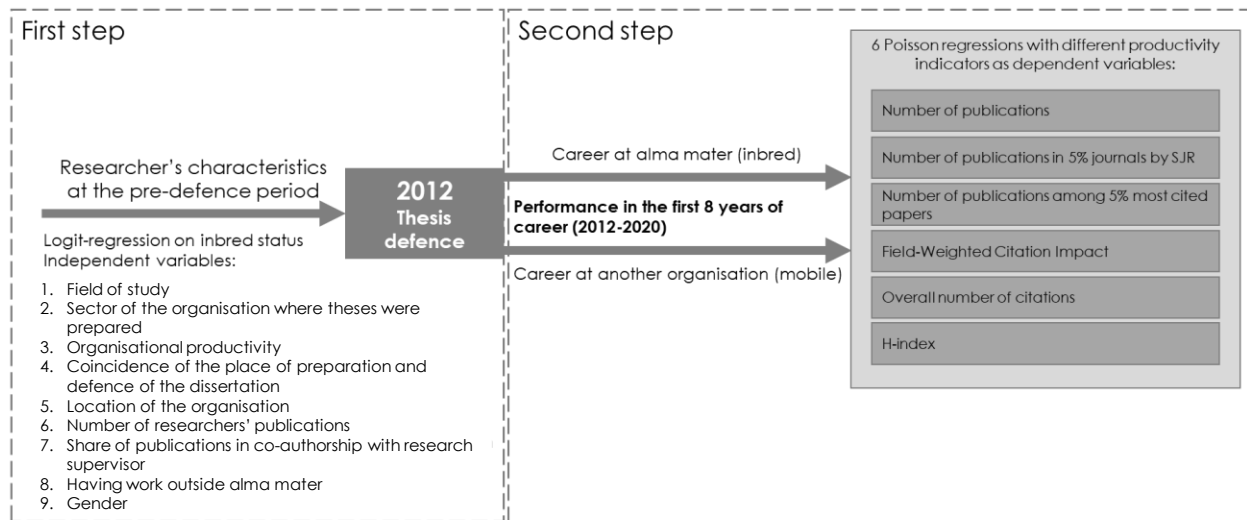 First step
Researcher's characteristics
at the pre-defence period
Logit-regression on inbred status
Independent variables:
1. Field of study
2. Sector of the organisation where theses were
prepared
3. Organisational productivity
4. Coincidence of the place of preparation and
defence of the dissertation
5. Location of the organisation
6. Number of researchers' publications
7. Share of publications in co-authorship with research
supervisor
8. Having work outside alma mater
9. Gender
2012
Thesis
defence
Second step
Career at alma mater (inbred)
Performance in the first 8 years of
career (2012-2020)
Career at another organisation (mobile)
6 Poisson regressions with different productivity
indicators as dependent variables:
Number of publications
Number of publications in 5% journals by SJR
Number of publications among 5% most cited
papers
Field-Weighted Citation Impact
Overall number of citations
H-index